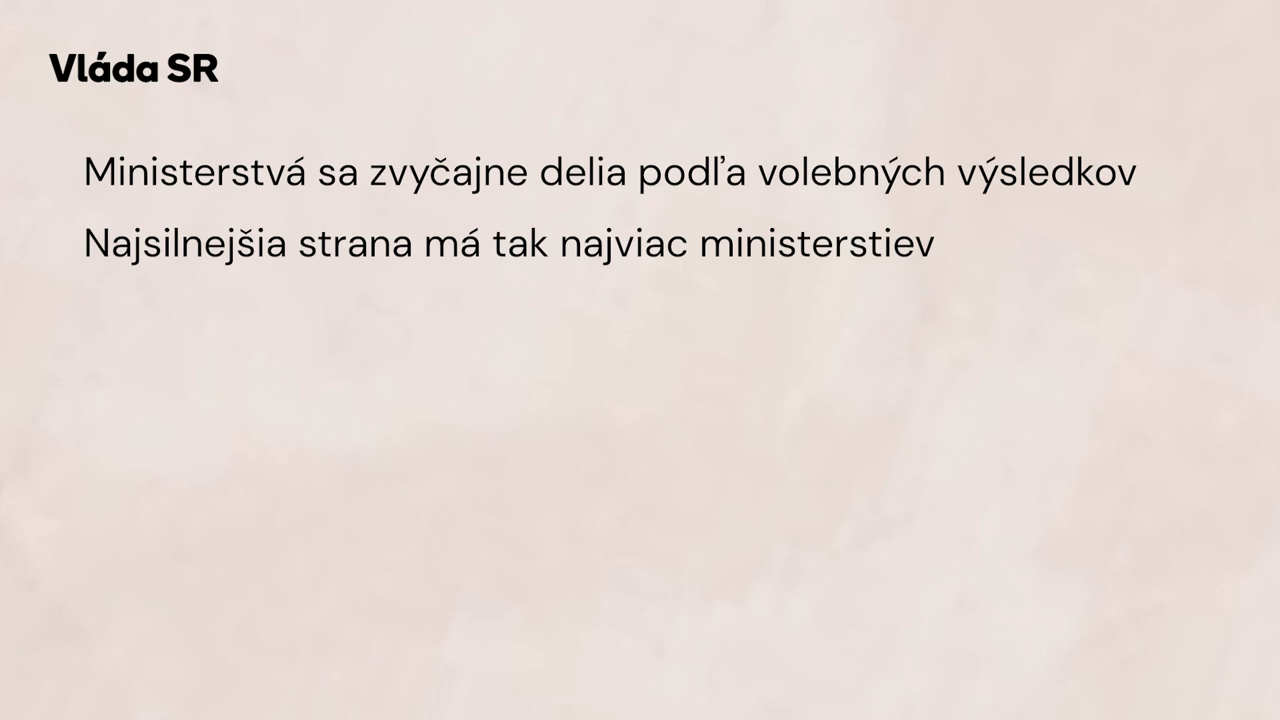 Vláda SR
Ministerstvá sa zvyčajne delia podľa volebných výsledkov
Najsilnejšia strana má tak najviac ministerstiev